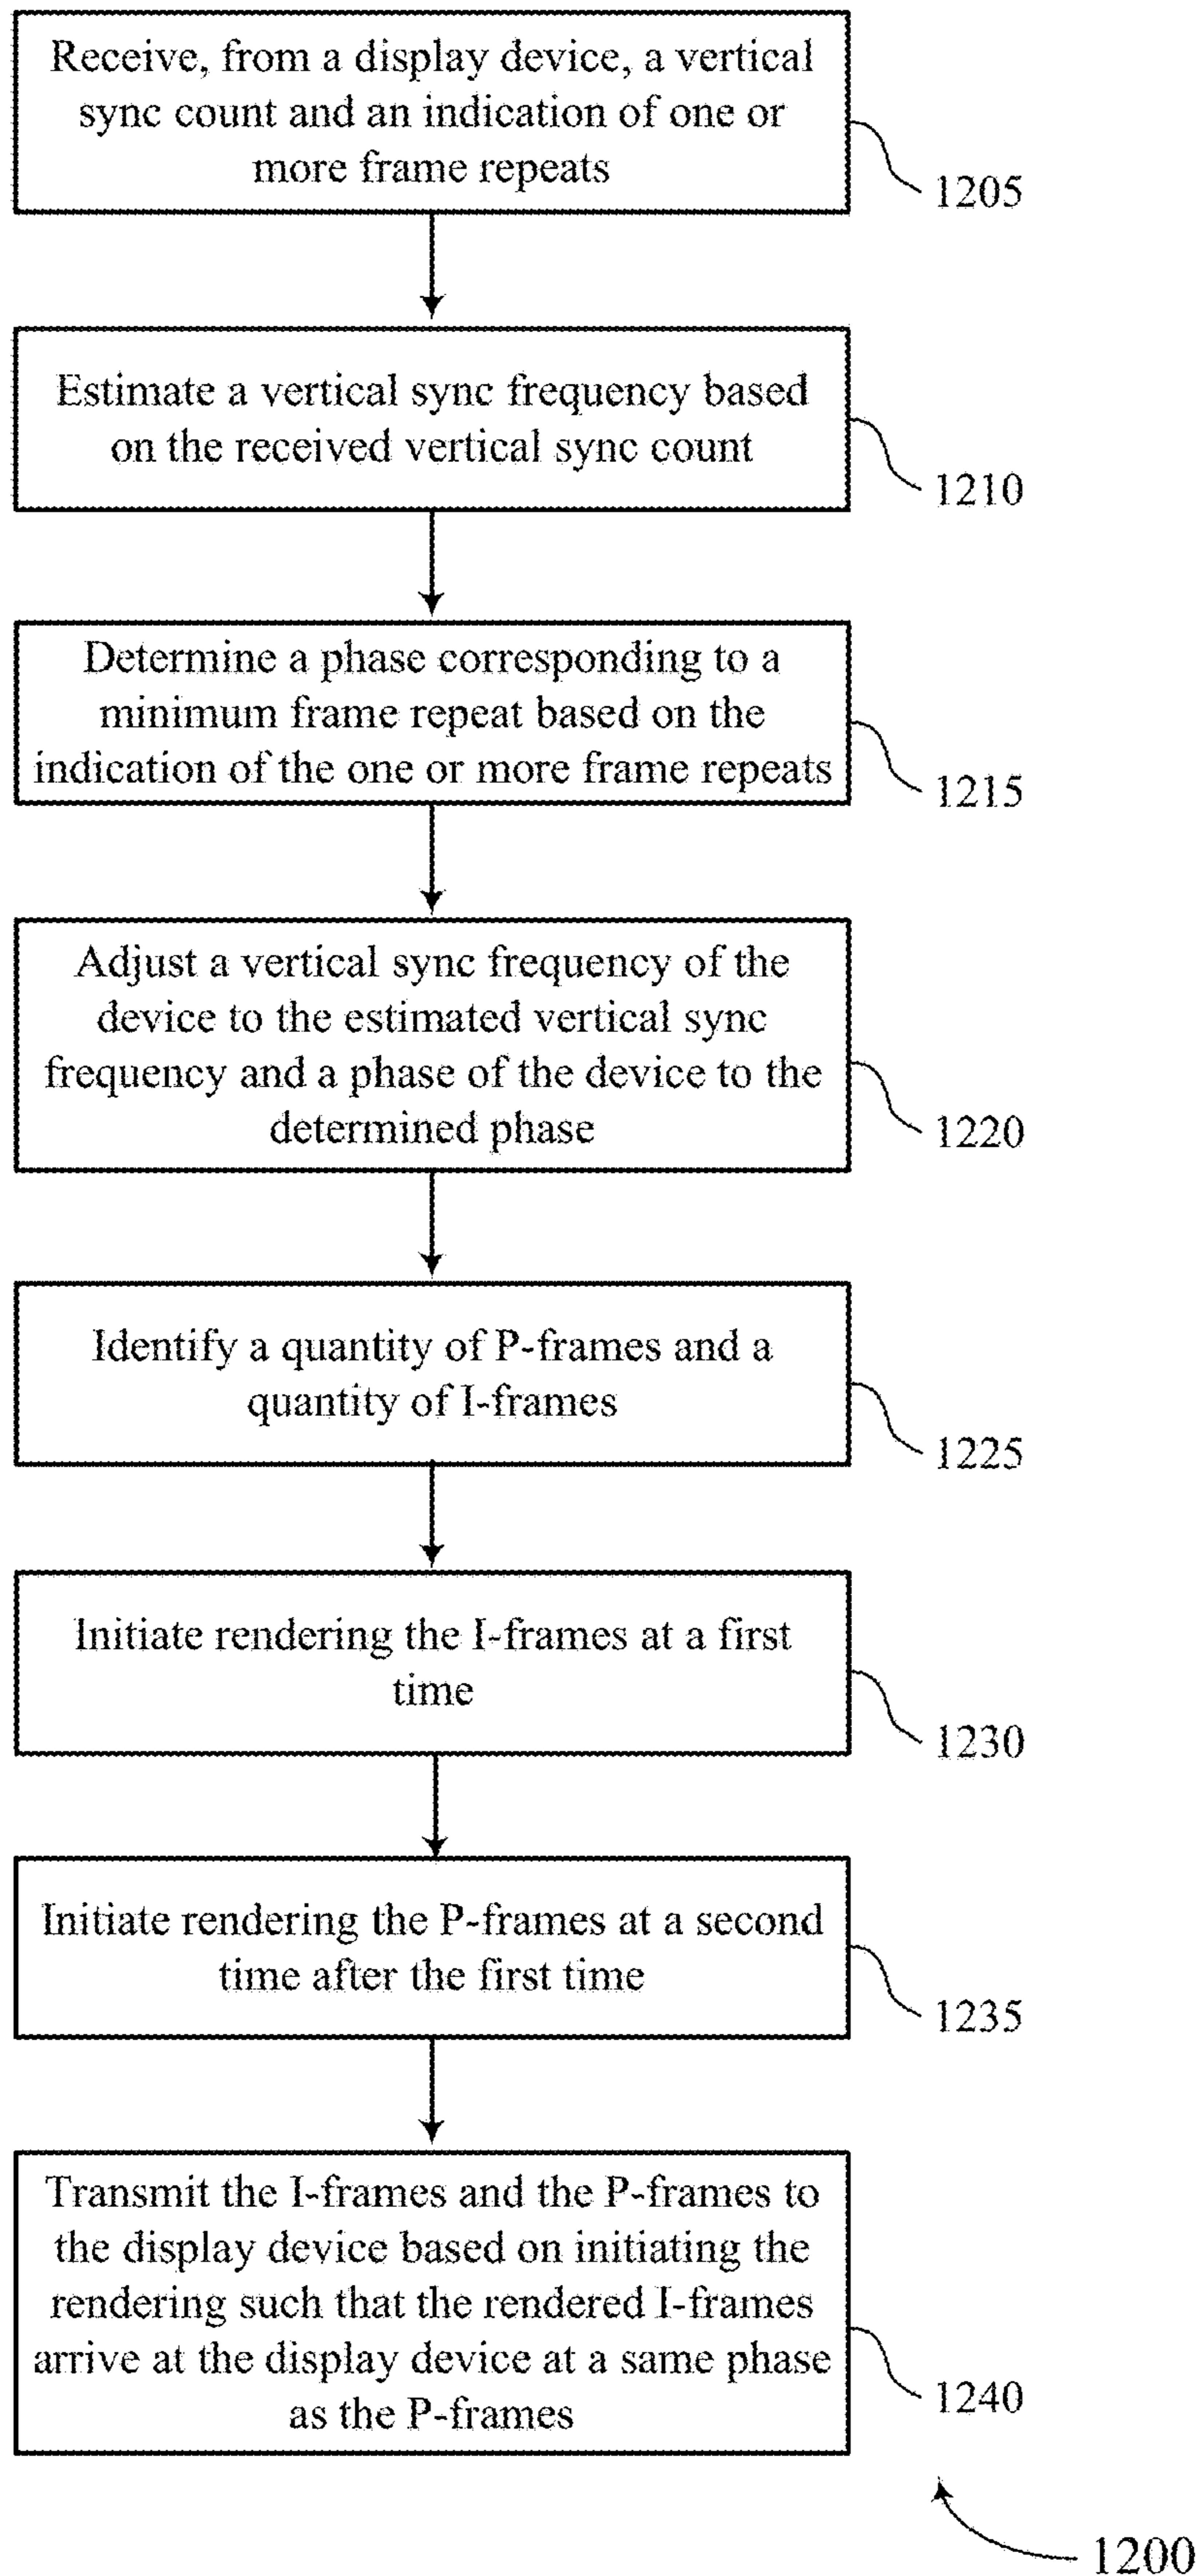 Receive, from a display device, a vertical
sync count and an indication of one or
more frame repeats
1205
Estimate a vertical sync frequency based
on the received vertical sync count
1210
Determine a phase corresponding to a
minimum frame repeat based on the
indication of the one or more frame repeats
1215
Adjust a vertical sync frequency of the
device to the estimated vertical sync
frequency and a phase of the device to the
determined phase
1220
Identify a quantity of P-frames and a
quantity of I-frames
1225
Initiate rendering the I-frames at a first
time
1230
Initiate rendering the P-frames at a second
time after the first time
1235
Transmit the I-frames and the P-frames to
the display device based on initiating the
rendering such that the rendered I-frames
arrive at the display device at a same phase
as the P-frames
1240
1200